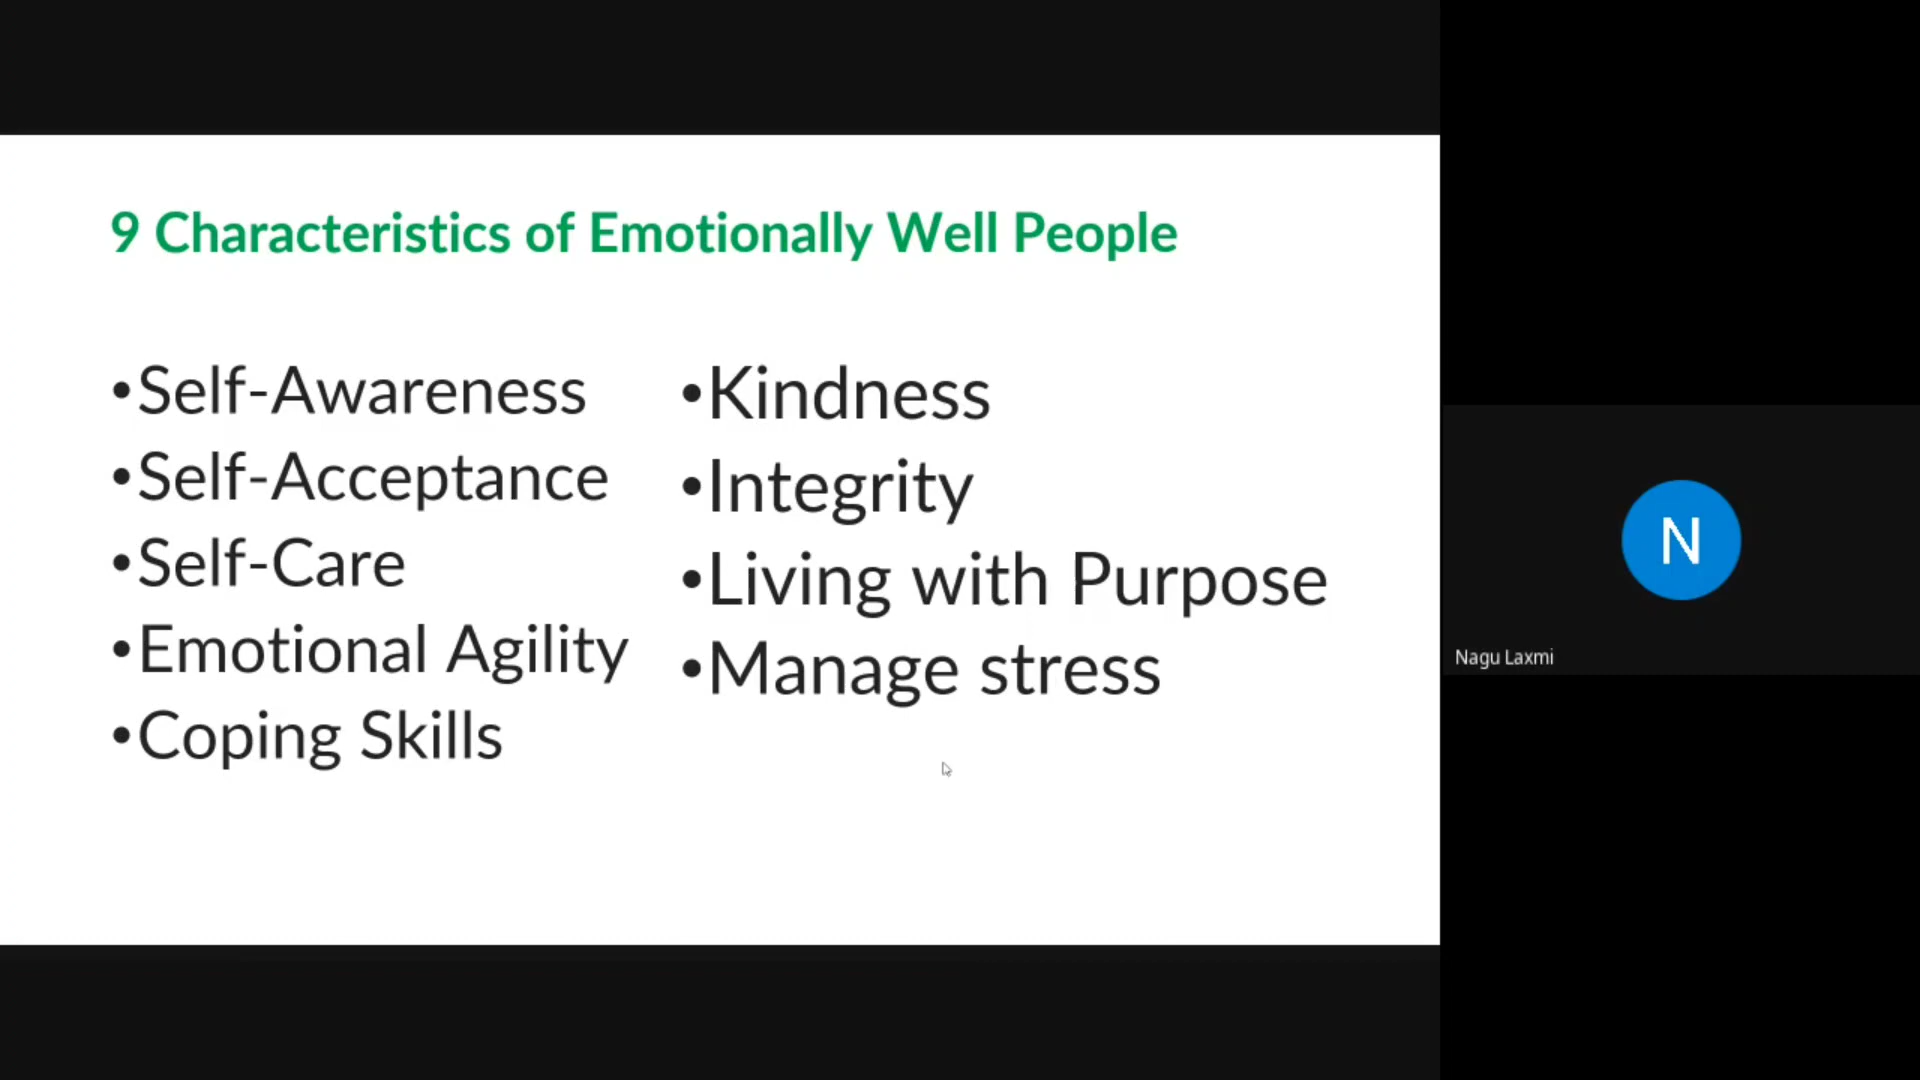 9 Characteristics of Emotionally Well People
•Self-Awareness
•Self-Acceptance
•Self-Care
•Emotional Agility
•Coping Skills
•Kindness
•Integrity
•Living with Purpose
•Manage stress
N
Nagu Laxmi